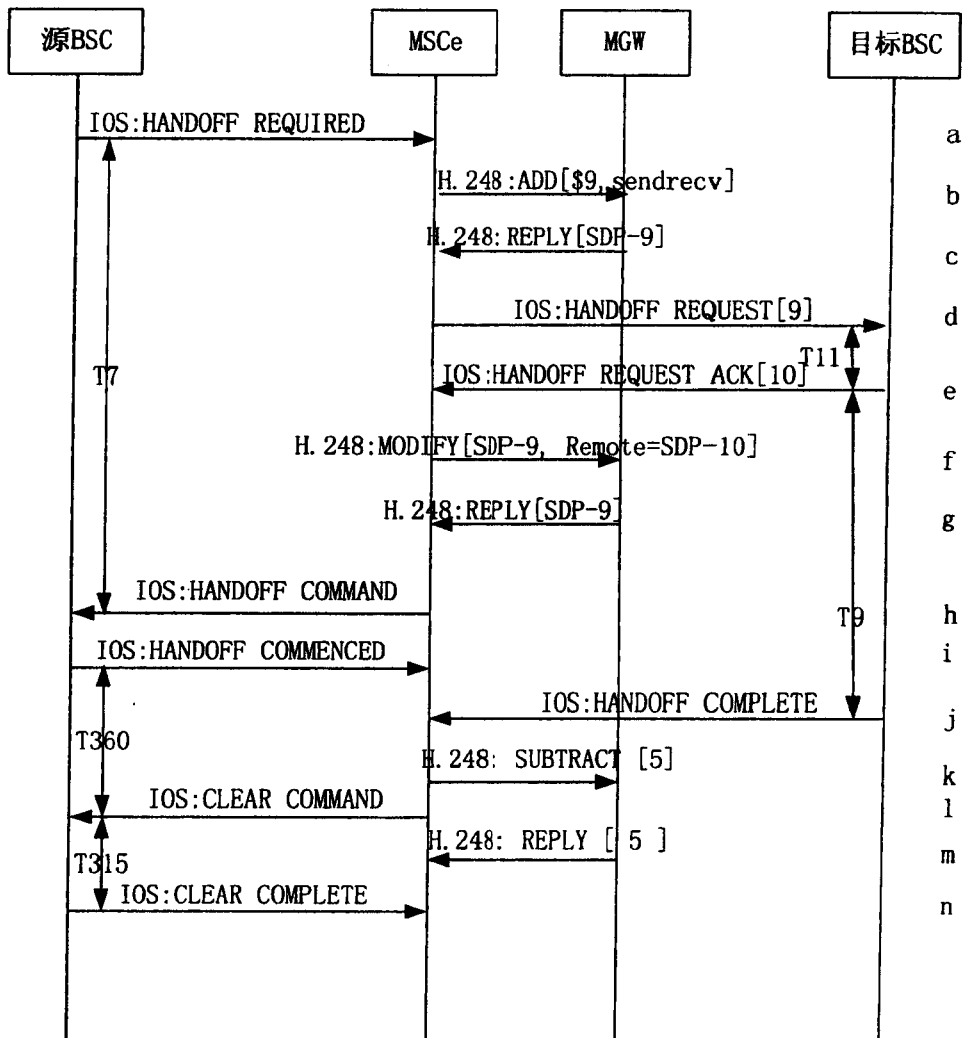 源BSC
MSCe
MGW
目标BSC
IOS:HANDOFF REQUIRED
a
H.248:ADD[$9, sendrecv]
b
H.248:REPLY[SDP-9]
c
IOS:HANDOFF REQUEST[9]
d
T11
T7
IOS:HANDOFF REQUEST ACK[10]
e
H.248:MODIFY[SDP-9, Remote=SDP-10]
f
H.248:REPLY[SDP-9]
g
IOS:HANDOFF COMMAND
h
T9
IOS:HANDOFF COMMENCED
i
IOS:HANDOFF COMPLETE
j
T360
H.248: SUBTRACT [5]
k
IOS:CLEAR COMMAND
l
H.248: REPLY [ 5 ]
m
T315
IOS:CLEAR COMPLETE
n